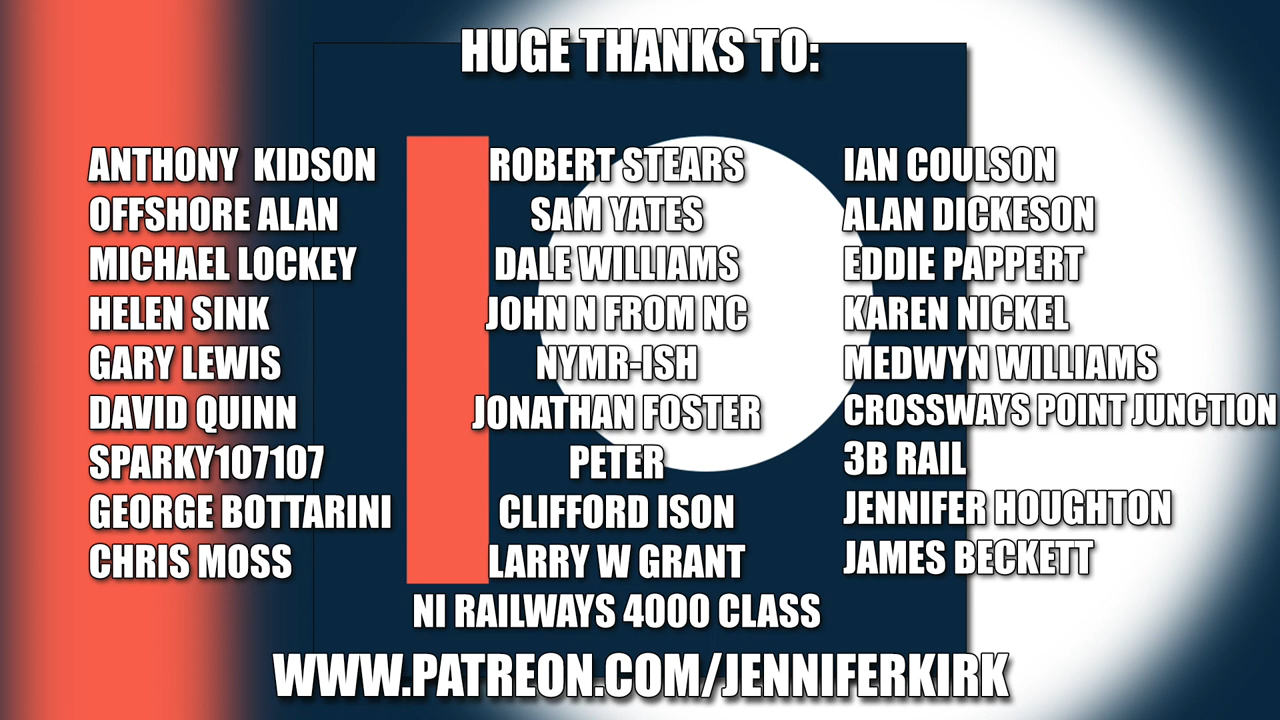 HUGE THANKS TO:
ANTHONY KIDSON
OFFSHORE ALAN
MICHAEL LOCKEY
HELEN SINK
GARY LEWIS
DAVID QUINN
SPARKY107107
GEORGE BOTTARINI
CHRIS MOSS
ROBERT STEARS
SAM YATES
DALE WILLIAMS
JOHN N FROM NC
NYMR-ISH
JONATHAN FOSTER
PETER
CLIFFORD ISON
LARRY W GRANT
NI RAILWAYS 4000 CLASS
IAN COULSON
ALAN DICKESON
EDDIE PAPPERT
KAREN NICKEL
MEDWYN WILLIAMS
CROSSWAYS POINT JUNCTION
3B RAIL
JENNIFER HOUGHTON
JAMES BECKETT
WWW.PATREON.COM/JENNIFERKIRK